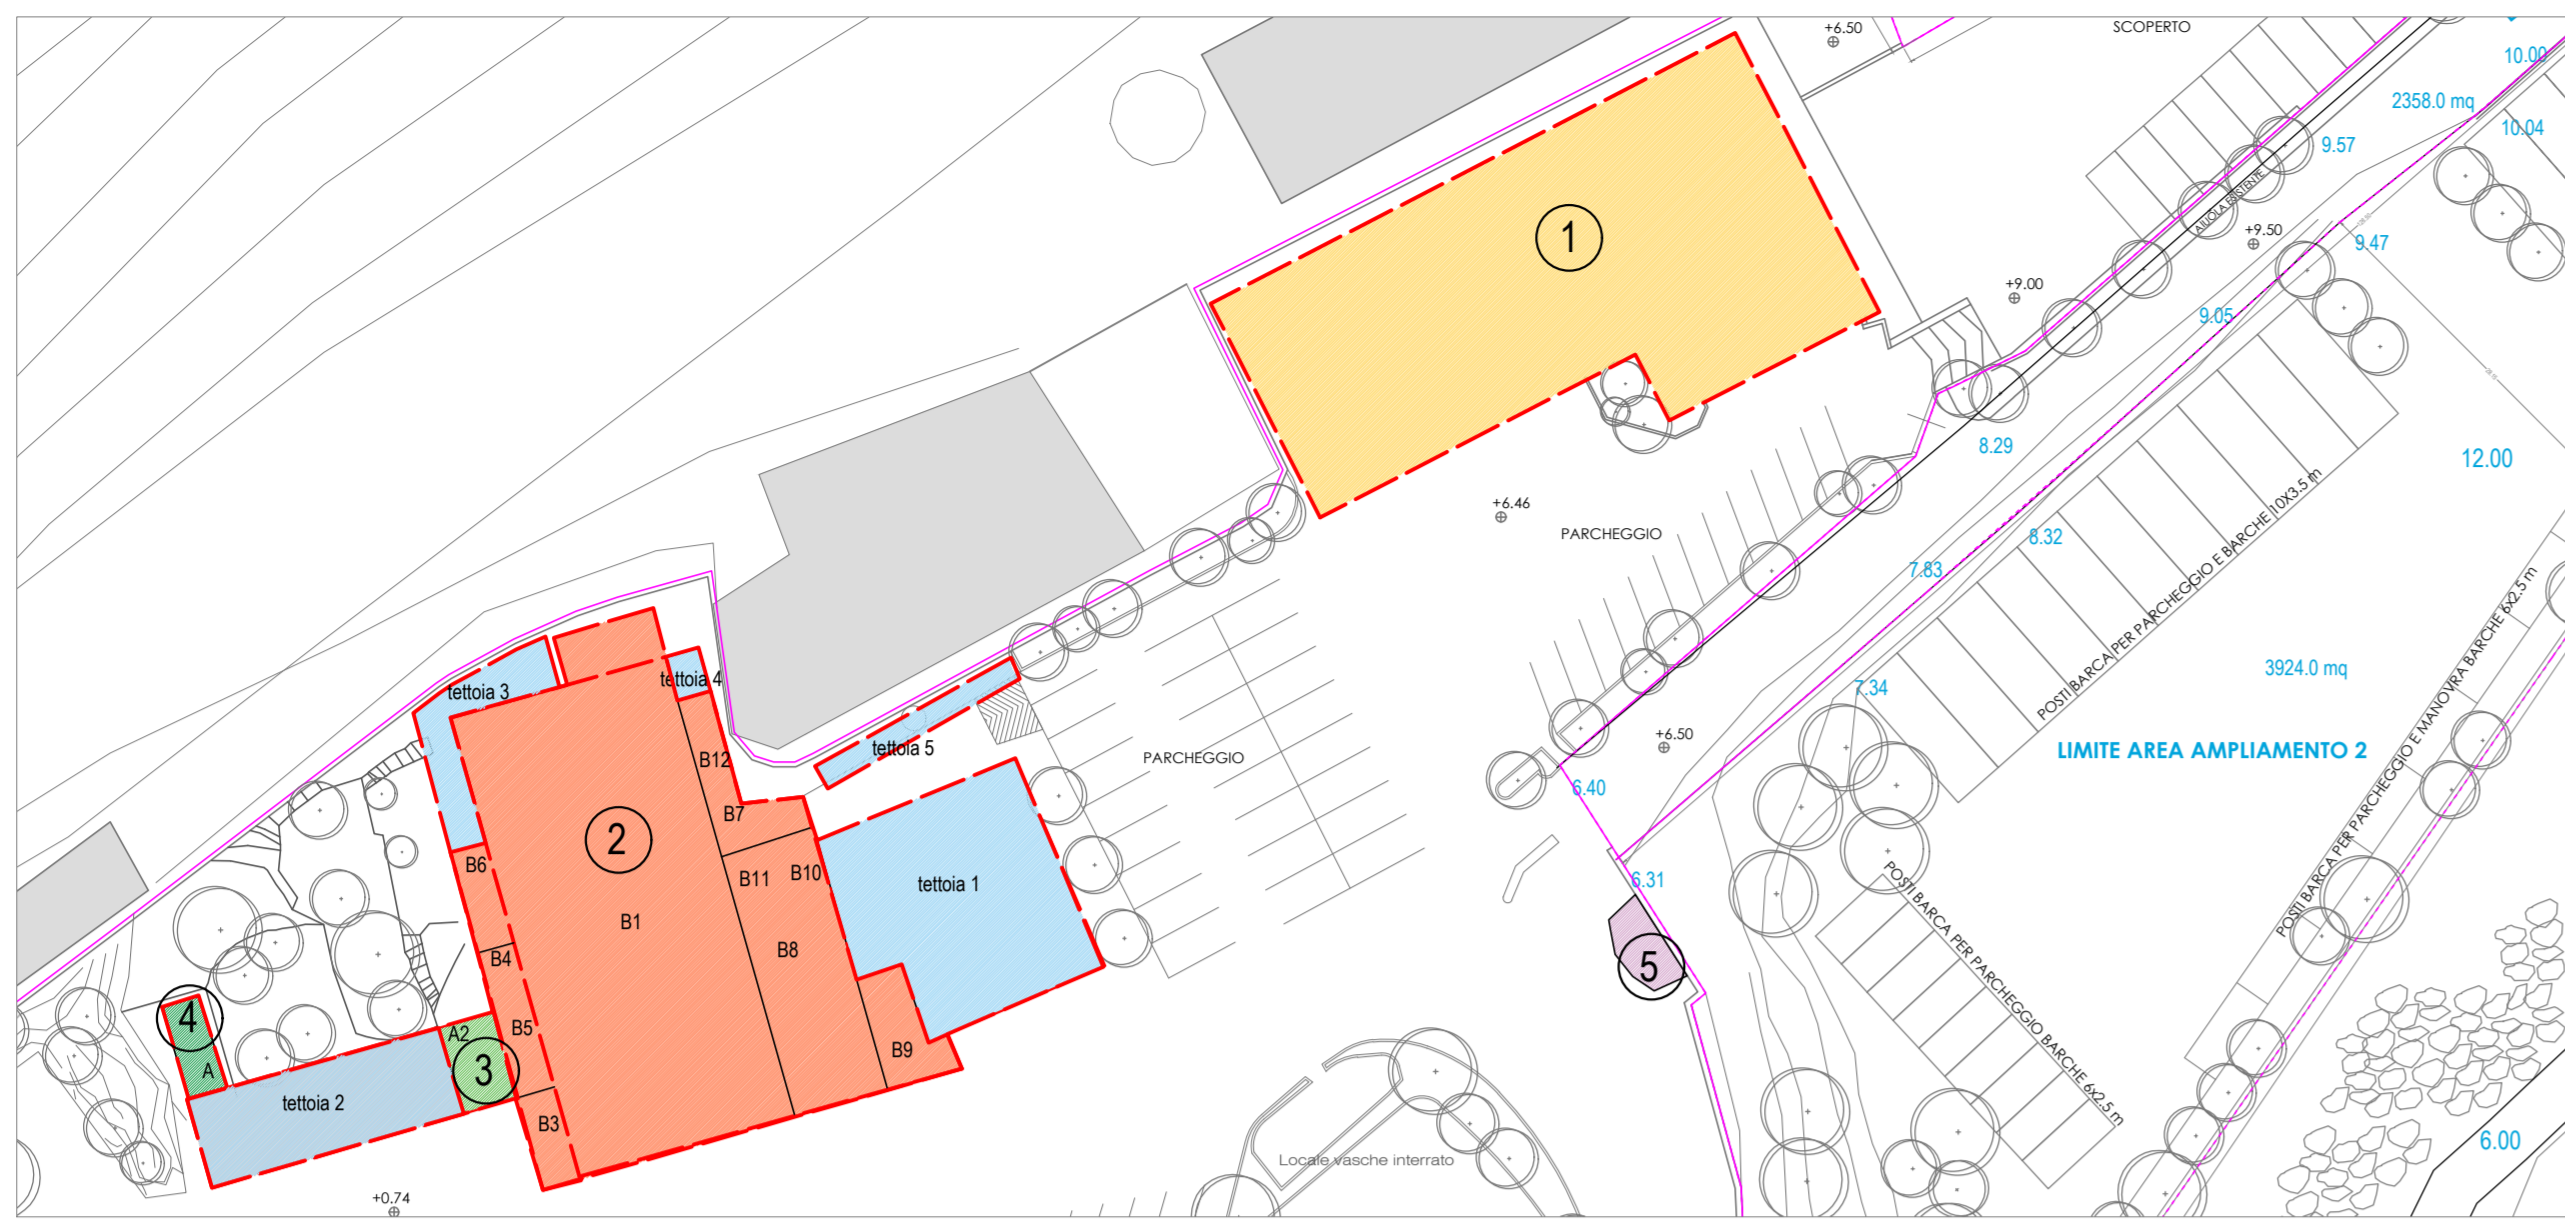 +6.50
SCOPERTO
10.00
2358.0 mq
10.04
9.57
AIUOLA ESISTENTE
1
+9.50
9.47
+9.00
9.05
8.29
12.00
+6.46
PARCHEGGIO
8.32
POSTI BARCA PER PARCHEGGIO E BARCHE 10X3.5 m
7.83
3924.0 mq
7.34
POSTI BARCA PER PARCHEGGIO E MANOVRA BARCHE 6x2.5 m
tettoia 3
tettoia 4
tettoia 5
+6.50
LIMITE AREA AMPLIAMENTO 2
B12
PARCHEGGIO
6.40
B7
2
B6
B11
B10
tettoia 1
6.31
POSTI BARCA PER PARCHEGGIO BARCHE 6x2.5 m
B1
B8
B4
5
4
A2
B5
B9
3
A
tettoia 2
B3
6.00
Locale vasche interrato
+0.74